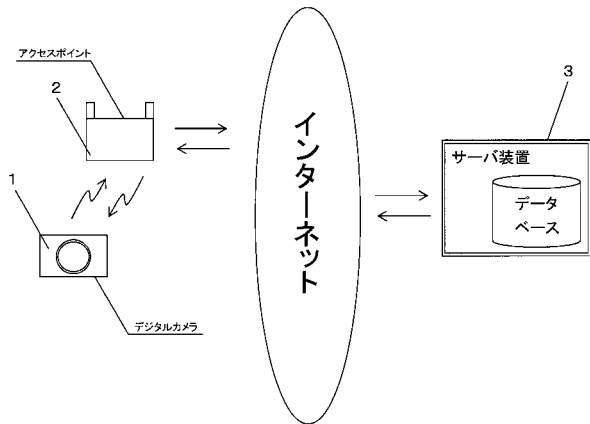 アクセスポイント
2
1
デジタルカメラ
インターネット
3
サーバ装置
データ
ベース